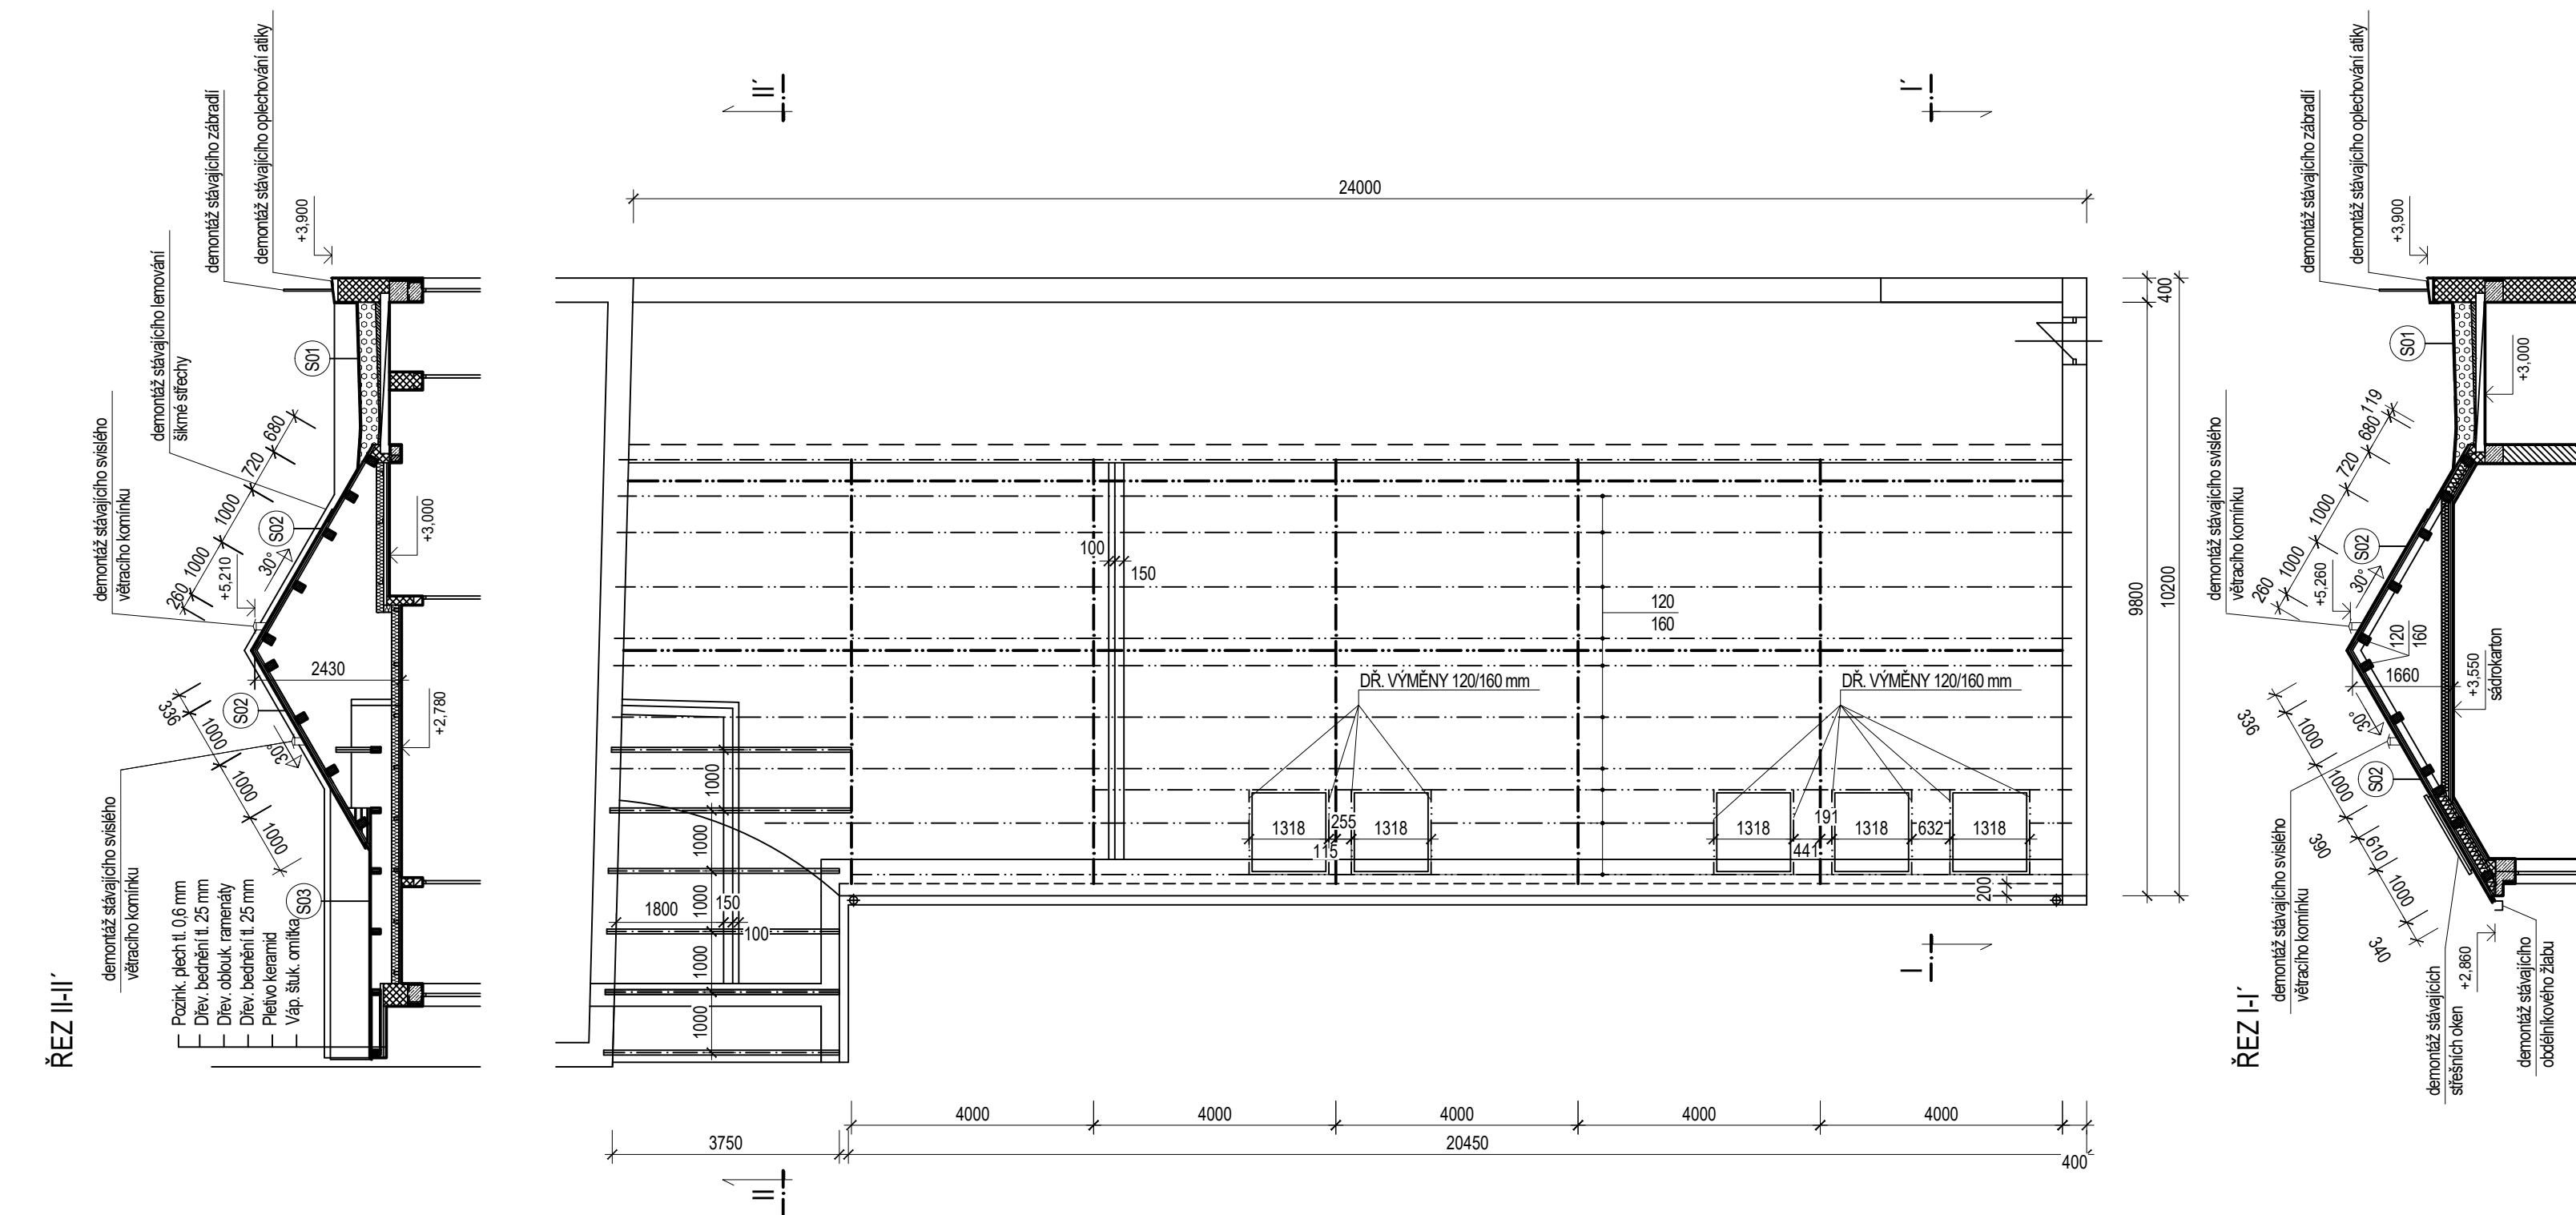 ŘEZ II-II´
demontáž stávajícího svislého
větracího komínku
demontáž stávajícího lemování
šikmé střechy
demontáž stávajícího zábradlí
demontáž stávajícího oplechování atiky
+3,900
S01
680
720
1000
1000
260
S02
30°
+5,210
+3,000
2430
S02
336
1000
1000
1000
30°
+2,780
demontáž stávajícího svislého
větracího komínku
S03
Pozink. plech tl. 0,6 mm
Dřev. bednění tl. 25 mm
Dřev. oblouk. ramenáty
Dřev. bednění tl. 25 mm
Pletivo keramid
Váp. štuk. omítka
II´
I´
24000
400
9800
10200
100
150
120
160
DŘ. VÝMĚNY 120/160 mm
DŘ. VÝMĚNY 120/160 mm
1318
255
115
1318
1318
191
441
1318
632
1318
200
1000
1000
1000
1000
1000
1800
150
100
I
4000
4000
4000
4000
4000
3750
20450
400
II
ŘEZ I-I´
demontáž stávajícího zábradlí
demontáž stávajícího oplechování atiky
+3,900
S01
+3,000
demontáž stávajícího svislého
větracího komínku
119
680
720
1000
1000
260
S02
30°
+5,260
120
160
1660
+3,550
sádrokarton
S02
30°
336
1000
1000
390
610
1000
340
demontáž stávajícího svislého
větracího komínku
+2,860
demontáž stávajících
střešních oken
demontáž stávajícího
obdélníkového žlabu